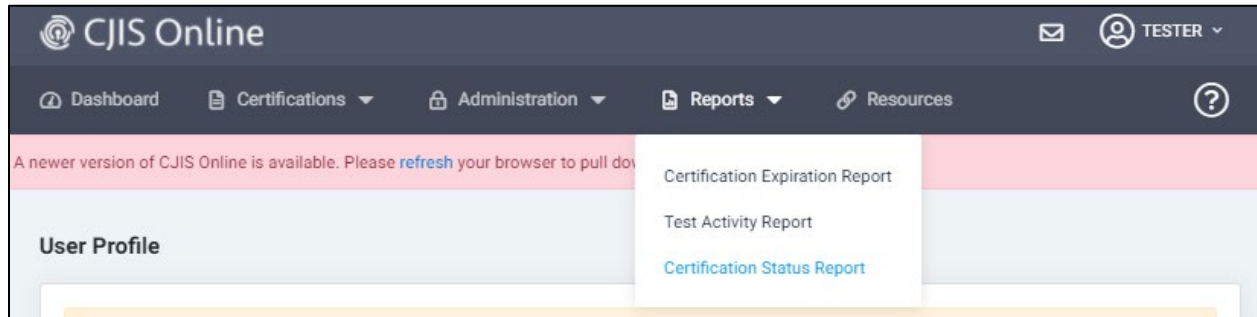 CJIS Online
TESTER
Dashboard Certifications Administration Reports Resources
A newer version of CJIS Online is available. Please refresh your browser to pull
Certification Expiration Report
Test Activity Report
Certification Status Report
User Profile